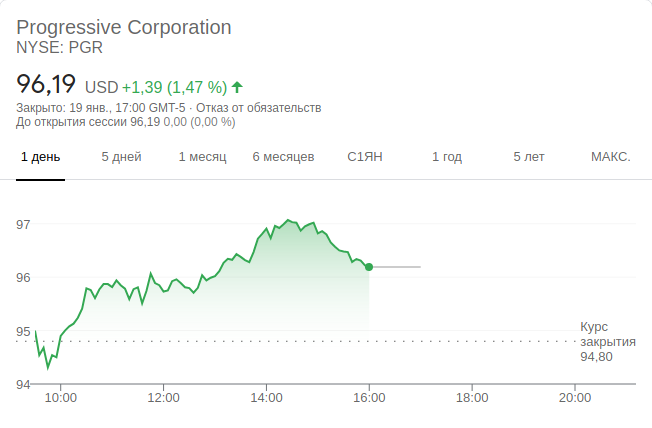 Progressive Corporation
NYSE: PGR
96,19 USD +1,39 (1,47 %)
Закрыто: 19 янв., 17:00 GMT-5 · Отказ от обязательств
До открытия сессии 96,19 0,00 (0,00 %)
1 день 5 дней 1 месяц 6 месяцев С1ЯН 1 год 5 лет МАКС.
97
96
95
94
Курс
закрытия
94,80
10:00 12:00 14:00 16:00 18:00 20:00